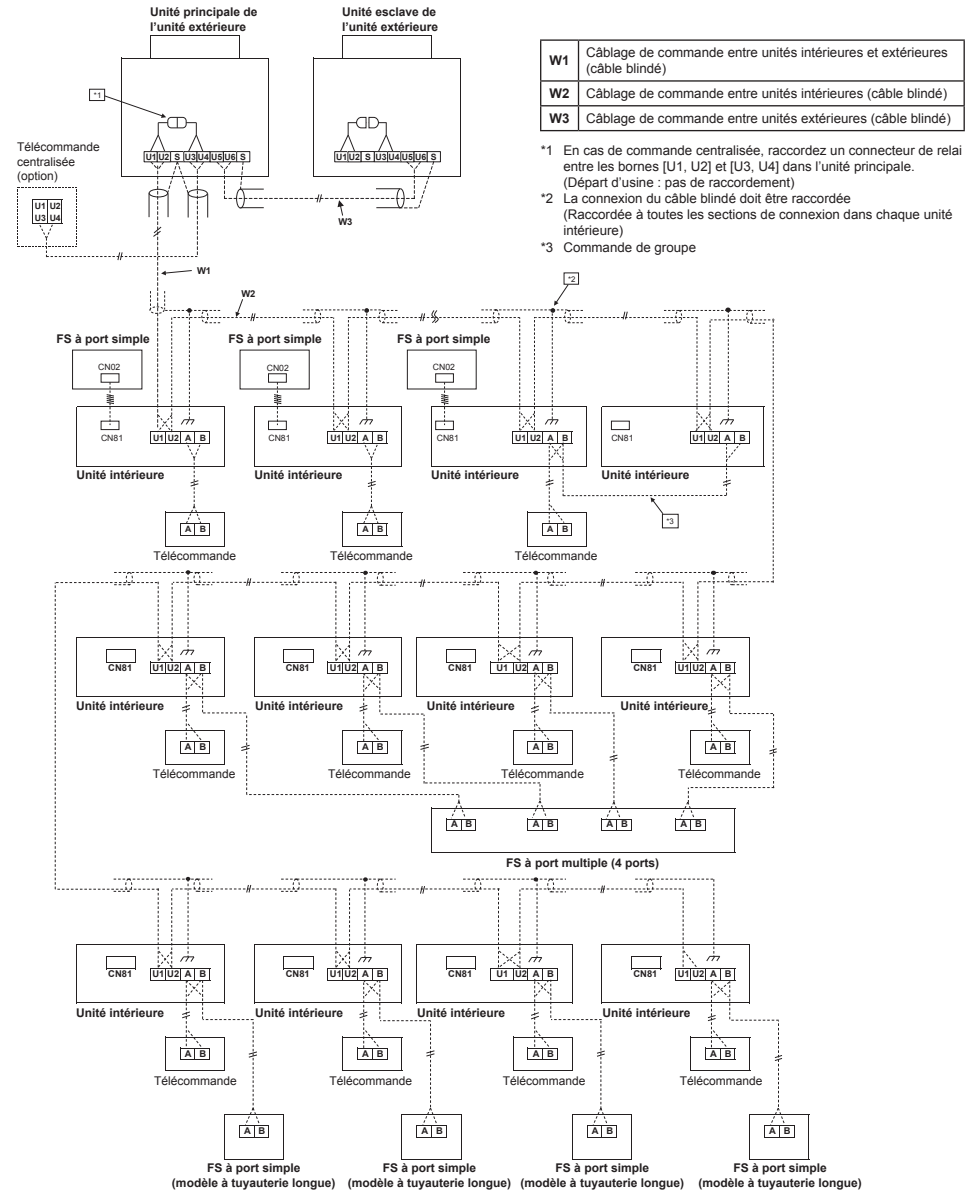 Unité principale de
l’unité extérieure
Unité esclave de
l’unité extérieure
*1
U1 U2 S U3 U4 U5 U6 S
U1 U2 S U3 U4 U5 U6 S
Télécommande
centralisée
(option)
U1 U2
U3 U4
W3
W1
W2
W1 Câblage de commande entre unités intérieures et extérieures
(câble blindé)
W2 Câblage de commande entre unités intérieures (câble blindé)
W3 Câblage de commande entre unités extérieures (câble blindé)
*1 En cas de commande centralisée, raccordez un connecteur de relai
entre les bornes [U1, U2] et [U3, U4] dans l’unité principale.
(Départ d’usine : pas de raccordement)
*2 La connexion du câble blindé doit être raccordée
(Raccordée à toutes les sections de connexion dans chaque unité
intérieure)
*3 Commande de groupe
*2
FS à port simple FS à port simple FS à port simple
CN02 CN02 CN02
CN81 CN81 CN81 CN81
U1 U2 A B U1 U2 A B U1 U2 A B U1 U2 A B
Unité intérieure Unité intérieure Unité intérieure Unité intérieure
*3
A B A B A B
Télécommande Télécommande Télécommande
CN81 CN81 CN81 CN81
U1 U2 A B U1 U2 A B U1 U2 A B U1 U2 A B
Unité intérieure Unité intérieure Unité intérieure Unité intérieure
A B A B A B A B
Télécommande Télécommande Télécommande Télécommande
A B A B A B A B
FS à port multiple (4 ports)
CN81 CN81 CN81 CN81
U1 U2 A B U1 U2 A B U1 U2 A B U1 U2 A B
Unité intérieure Unité intérieure Unité intérieure Unité intérieure
A B A B A B A B
Télécommande Télécommande Télécommande Télécommande
A B A B A B A B
FS à port simple FS à port simple FS à port simple FS à port simple
(modèle à tuyauterie longue) (modèle à tuyauterie longue) (modèle à tuyauterie longue) (modèle à tuyauterie longue)